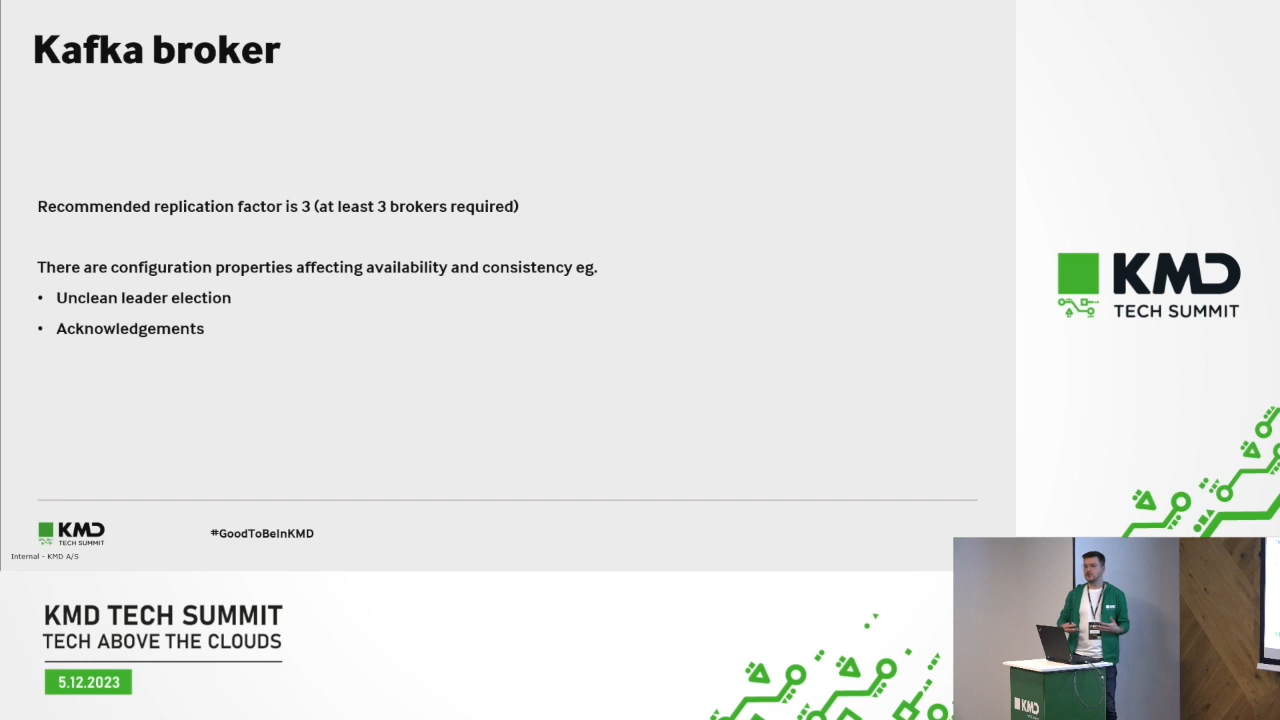 Kafka broker
Recommended replication factor is 3 (at least 3 brokers required)
There are configuration properties affecting availability and consistency eg.
• Unclean leader election
• Acknowledgements
KMD
TECH SUMMIT
KMD
TECH SUMMIT
#GoodToBeInKMD
Internal - KMD A/S
KMD TECH SUMMIT
TECH ABOVE THE CLOUDS
5.12.2023
KMD